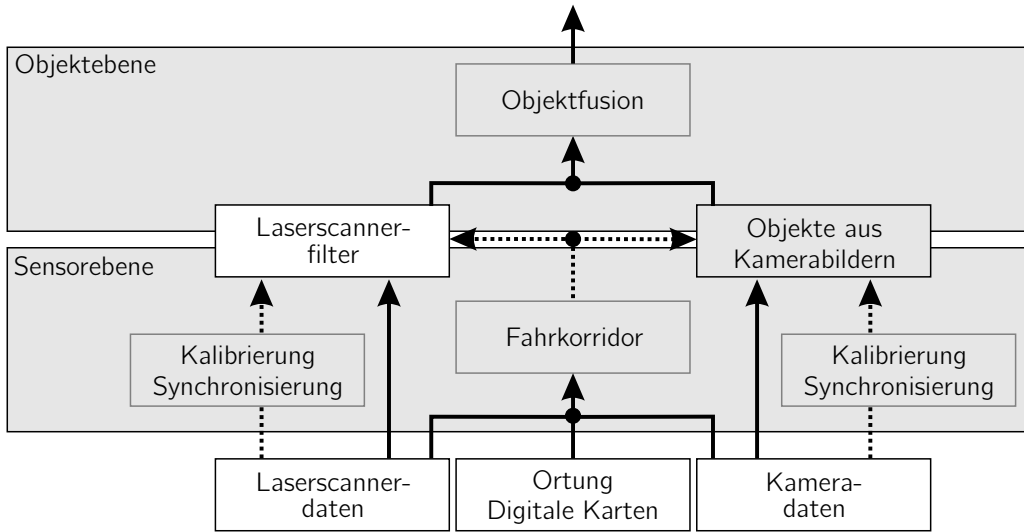 Objektebene
Objektfusion
Laserscanner-
filter
Objekte aus
Kamerabildern
Sensorebene
Fahrkorridor
Kalibrierung
Synchronisierung
Kalibrierung
Synchronisierung
Laserscanner-
daten
Ortung
Digitale Karten
Kamera-
daten